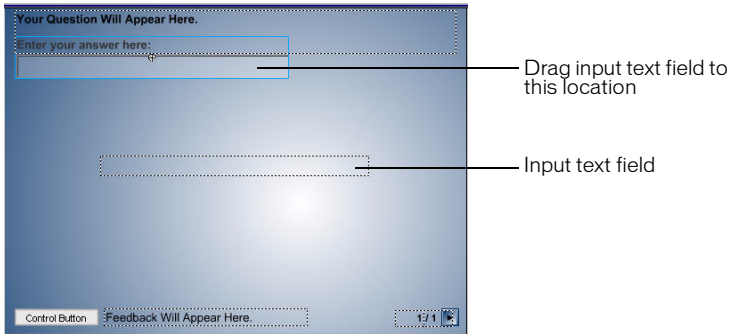 Your Question Will Appear Here.
Enter your answer here:
Drag input text field to
this location
Input text field
Control Button
Feedback Will Appear Here.
1 / 1